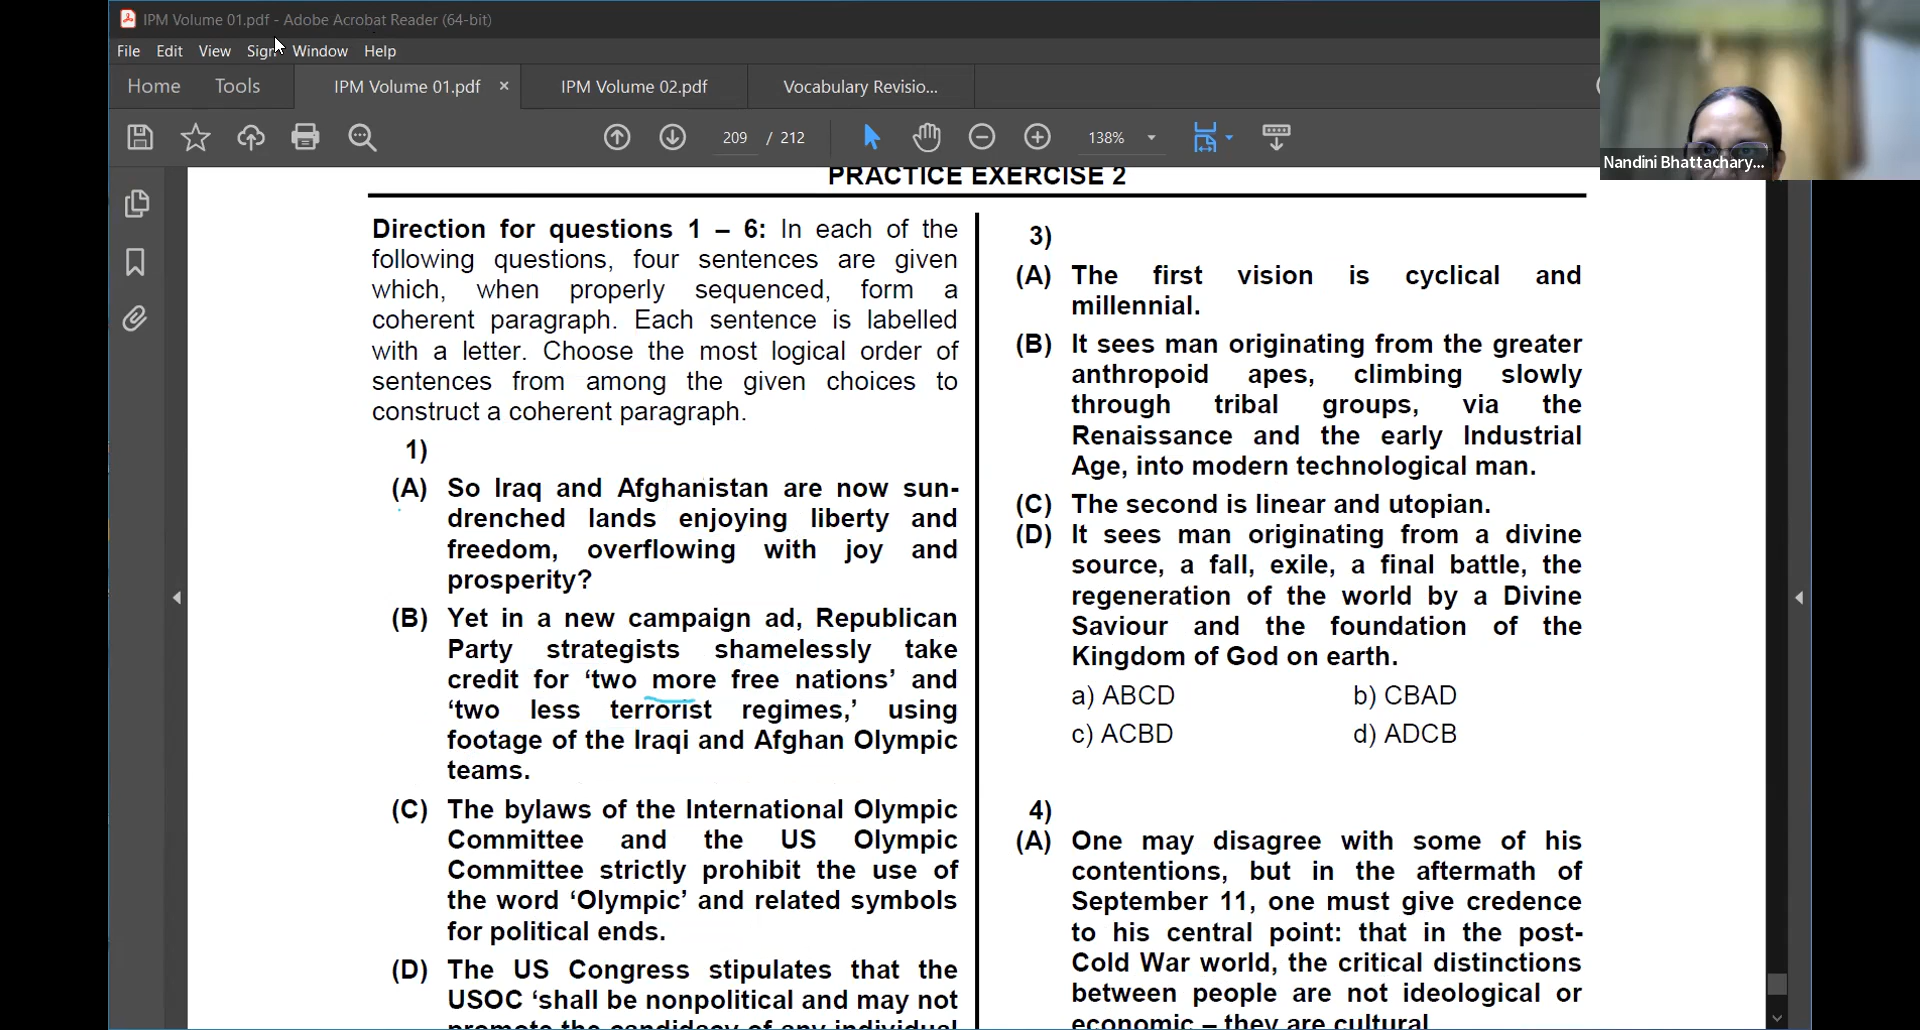 IPM Volume 01.pdf - Adobe Acrobat Reader (64-bit)
File Edit View Sign Window Help
Home Tools IPM Volume 01.pdf × IPM Volume 02.pdf Vocabulary Revisio...
209 / 212 138%
Nandini Bhattachary...
PRACTICE EXERCISE 2
Direction for questions 1 – 6: In each of the
following questions, four sentences are given
which, when properly sequenced, form a
coherent paragraph. Each sentence is labelled
with a letter. Choose the most logical order of
sentences from among the given choices to
construct a coherent paragraph.
1)
(A) So Iraq and Afghanistan are now sun-
drenched lands enjoying liberty and
freedom, overflowing with joy and
prosperity?
(B) Yet in a new campaign ad, Republican
Party strategists shamelessly take
credit for ‘two more free nations’ and
‘two less terrorist regimes,’ using
footage of the Iraqi and Afghan Olympic
teams.
(C) The bylaws of the International Olympic
Committee and the US Olympic
Committee strictly prohibit the use of
the word ‘Olympic’ and related symbols
for political ends.
(D) The US Congress stipulates that the
USOC ‘shall be nonpolitical and may not
promote the candidacy of any individual
3)
(A) The first vision is cyclical and
millennial.
(B) It sees man originating from the greater
anthropoid apes, climbing slowly
through tribal groups, via the
Renaissance and the early Industrial
Age, into modern technological man.
(C) The second is linear and utopian.
(D) It sees man originating from a divine
source, a fall, exile, a final battle, the
regeneration of the world by a Divine
Saviour and the foundation of the
Kingdom of God on earth.
a) ABCD b) CBAD
c) ACBD d) ADCB
4)
(A) One may disagree with some of his
contentions, but in the aftermath of
September 11, one must give credence
to his central point: that in the post-
Cold War world, the critical distinctions
between people are not ideological or
economic – they are cultural